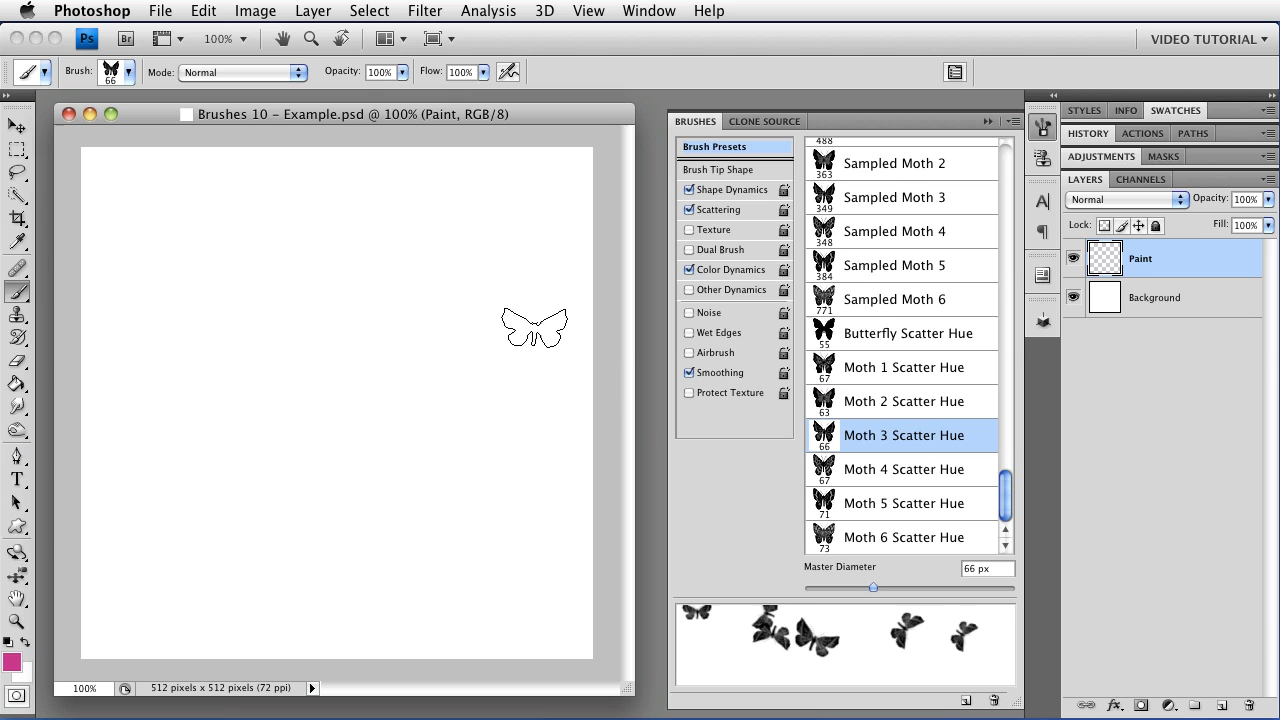 Photoshop File Edit Image Layer Select Filter Analysis 3D View Window Help
Ps Br 100% VIDEO TUTORIAL
Brush: 66 Mode: Normal Opacity: 100% Flow: 100%
Brushes 10 - Example.psd @ 100% (Paint, RGB/8)
100% 512 pixels x 512 pixels (72 ppi)
BRUSHES CLONE SOURCE
Brush Presets
Brush Tip Shape
Shape Dynamics
Scattering
Texture
Dual Brush
Color Dynamics
Other Dynamics
Noise
Wet Edges
Airbrush
Smoothing
Protect Texture
488
Sampled Moth 2
363
Sampled Moth 3
349
Sampled Moth 4
348
Sampled Moth 5
384
Sampled Moth 6
771
Butterfly Scatter Hue
55
Moth 1 Scatter Hue
67
Moth 2 Scatter Hue
63
Moth 3 Scatter Hue
66
Moth 4 Scatter Hue
67
Moth 5 Scatter Hue
71
Moth 6 Scatter Hue
73
Master Diameter 66 px
STYLES INFO SWATCHES
HISTORY ACTIONS PATHS
ADJUSTMENTS MASKS
LAYERS CHANNELS
Normal Opacity: 100%
Lock: Fill: 100%
Paint
Background
A
T
fx